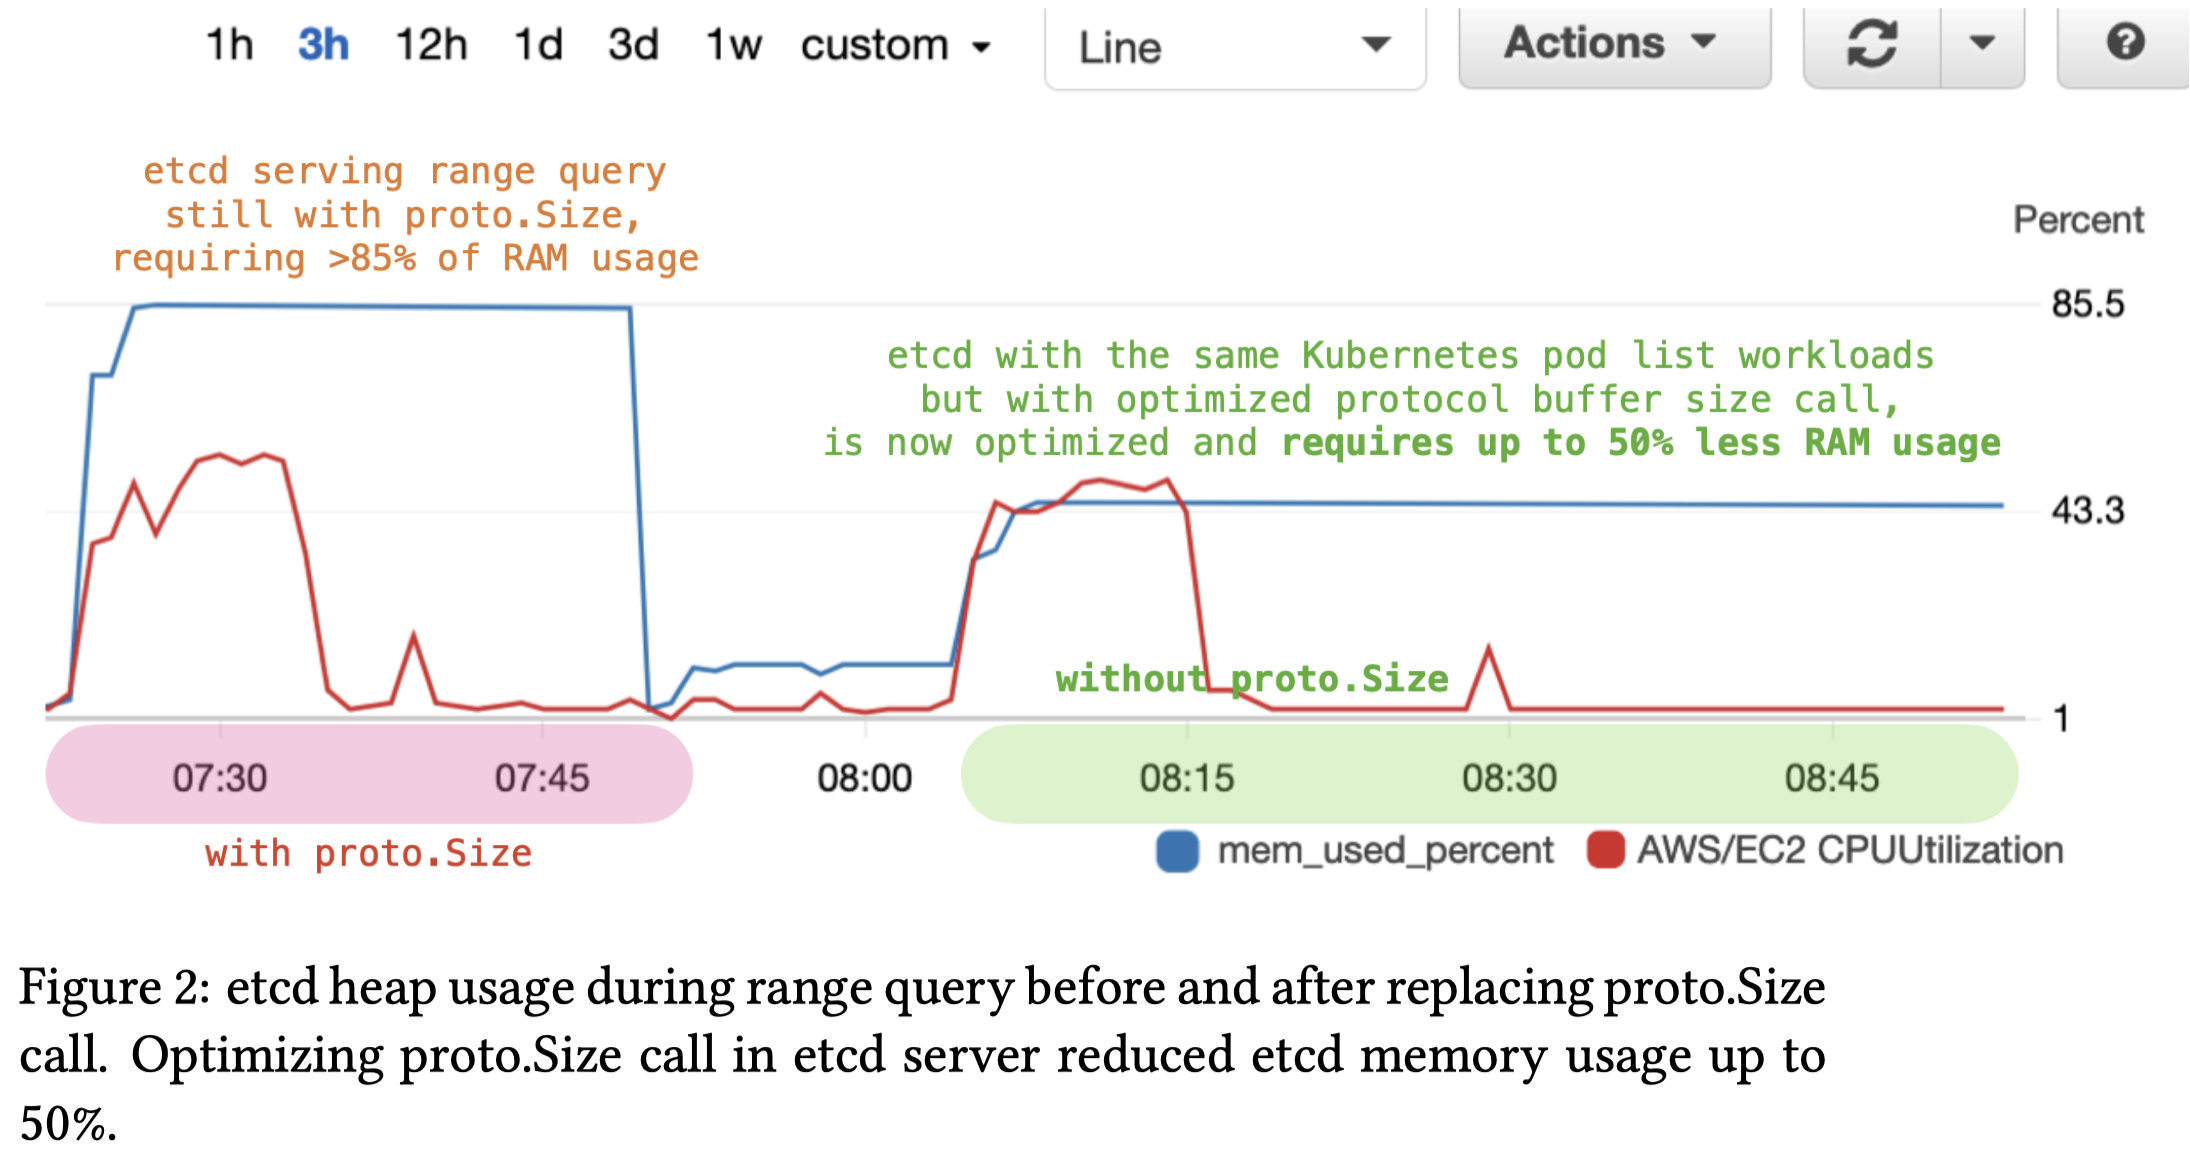 1h 3h 12h 1d 3d 1w custom Line Actions ?
etcd serving range query
still with proto.Size,
requiring >85% of RAM usage
Percent
85.5
etcd with the same Kubernetes pod list workloads
but with optimized protocol buffer size call,
is now optimized and requires up to 50% less RAM usage
43.3
without proto.Size
1
07:30 07:45 08:00 08:15 08:30 08:45
with proto.Size
mem_used_percent AWS/EC2 CPUUtilization
Figure 2: etcd heap usage during range query before and after replacing proto.Size
call. Optimizing proto.Size call in etcd server reduced etcd memory usage up to
50%.